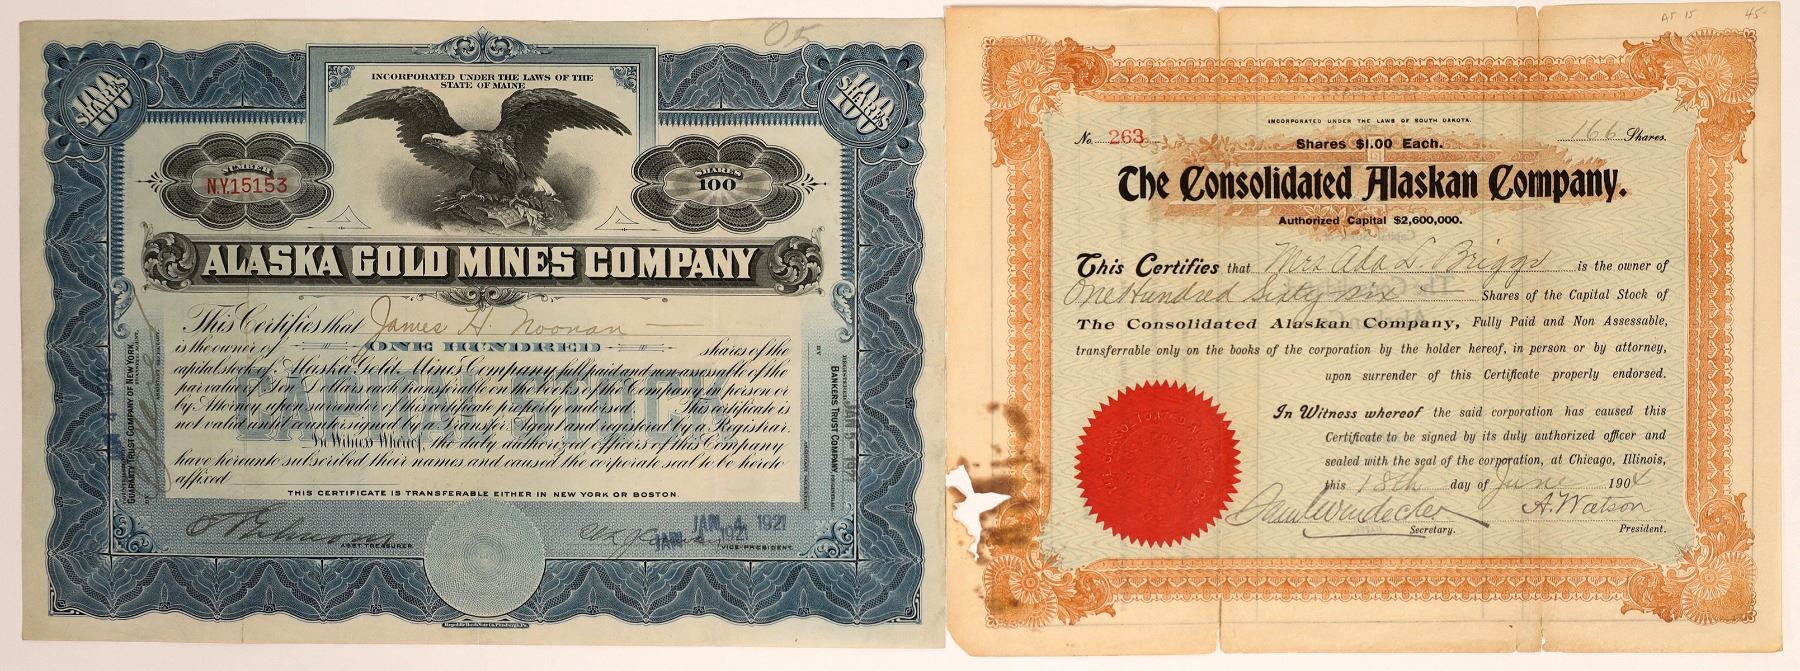 05
INCORPORATED UNDER THE LAWS OF THE
STATE OF MAINE
100
SHARES
100
100
SHARES
100
NUMBER
N.Y.15153
SHARES
100
ALASKA GOLD MINES COMPANY
This Certifies that James H. Noonan
is the owner of ONE HUNDRED shares of the
capital stock of Alaska Gold Mines Company full paid and non-assessable of the
par value of Ten Dollars each transferable on the books of the Company in person or
by Attorney upon surrender of this certificate properly endorsed. This certificate is
not valid until countersigned by a Transfer Agent and registered by a Registrar.
In Witness Whereof, the duly authorized officers of this Company
have hereunto subscribed their names and caused the corporate seal to be hereto
affixed
CAPITAL STOCK
THIS CERTIFICATE IS TRANSFERABLE EITHER IN NEW YORK OR BOSTON.
GUARANTY TRUST COMPANY OF NEW YORK
BY
BANKERS TRUST COMPANY
ASST TREASURER.
JAN. 4 1921
VICE-PRESIDENT.
Republic Bank Note Co. Pittsburgh, Pa.
AT 15
45-
INCORPORATED UNDER THE LAWS OF SOUTH DAKOTA.
No. 263 166 Shares.
Shares $1.00 Each.
The Consolidated Alaskan Company.
Authorized Capital $2,600,000.
This Certifies that Mrs Ada L Briggs is the owner of
One Hundred Sixty six Shares of the Capital Stock of
The Consolidated Alaskan Company, Fully Paid and Non Assessable,
transferrable only on the books of the corporation by the holder hereof, in person or by attorney,
upon surrender of this Certificate properly endorsed.
In Witness whereof the said corporation has caused this
Certificate to be signed by its duly authorized officer and
sealed with the seal of the corporation, at Chicago, Illinois,
this 18th day of June 1904
A. Watson
Secretary. President.